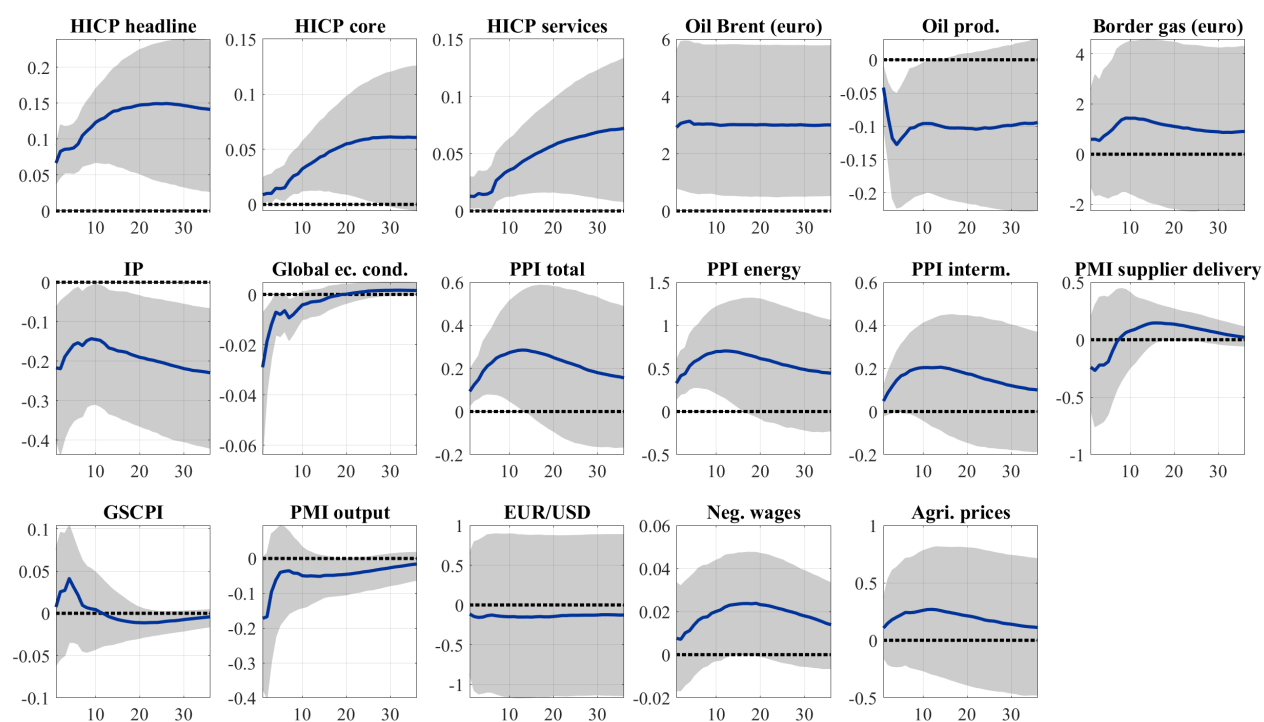 HICP headline HICP core HICP services Oil Brent (euro) Oil prod. Border gas (euro)
0.2 0.15 0.1 0.05 0
10 20 30
0.15 0.1 0.05 0
10 20 30
0.15 0.1 0.05 0
10 20 30
6 4 2 0
10 20 30
0 -0.05 -0.1 -0.15 -0.2
10 20 30
4 2 0 -2
10 20 30
IP Global ec. cond. PPI total PPI energy PPI interm. PMI supplier delivery
0 -0.1 -0.2 -0.3 -0.4
10 20 30
0 -0.02 -0.04 -0.06
10 20 30
0.6 0.4 0.2 0 -0.2
10 20 30
1.5 1 0.5 0 -0.5
10 20 30
0.6 0.4 0.2 0 -0.2
10 20 30
0.5 0 -0.5 -1
10 20 30
GSCPI PMI output EUR/USD Neg. wages Agri. prices
0.1 0.05 0 -0.05 -0.1
10 20 30
0 -0.1 -0.2 -0.3 -0.4
10 20 30
1 0.5 0 -0.5 -1
10 20 30
0.06 0.04 0.02 0 -0.02
10 20 30
1 0.5 0 -0.5
10 20 30